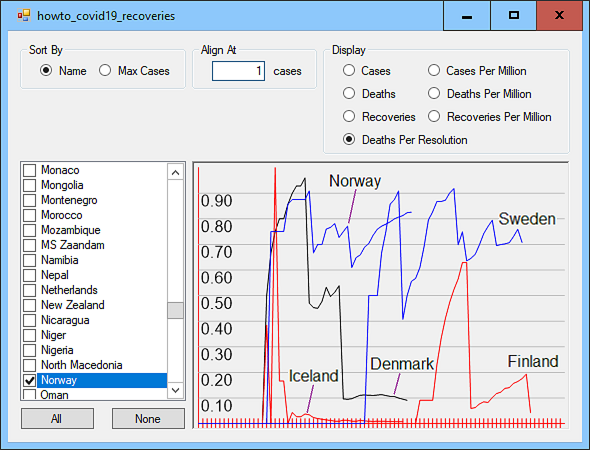 howto_covid19_recoveries
Sort By
Name
Max Cases
Align At
1 cases
Display
Cases
Cases Per Million
Deaths
Deaths Per Million
Recoveries
Recoveries Per Million
Deaths Per Resolution
Monaco
Mongolia
Montenegro
Morocco
Mozambique
MS Zaandam
Namibia
Nepal
Netherlands
New Zealand
Nicaragua
Niger
Nigeria
North Macedonia
Norway
Oman
All
None
0.90
0.80
0.70
0.60
0.50
0.40
0.30
0.20
0.10
Norway
Sweden
Iceland
Denmark
Finland